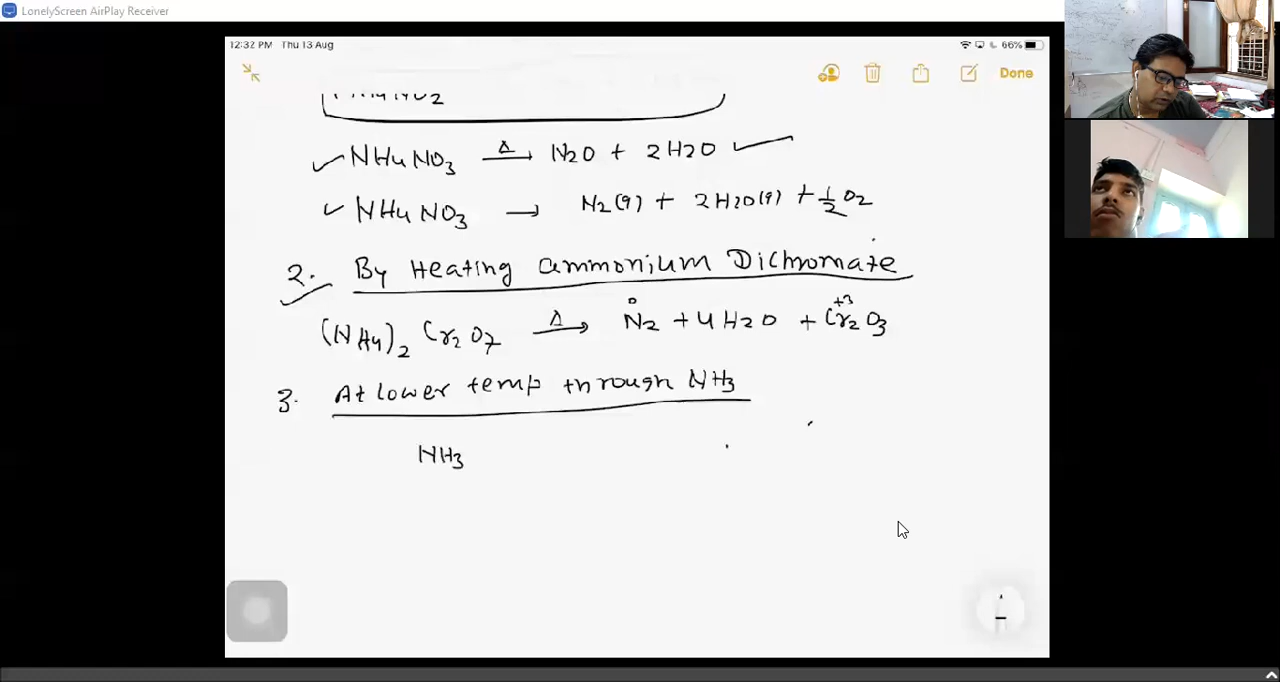 LonelyScreen AirPlay Receiver
12:32 PM Thu 13 Aug
66%
Done
NH4NO3 Δ→ N2O + 2H2O
NH4NO3 → N2(g) + 2H2O(g) + 1/2 O2
2. By Heating ammonium Dichromate
(NH4)2 Cr2O7 Δ→ N2 + 4H2O + Cr2O3
0 +3
3. At lower temp through NH3
NH3